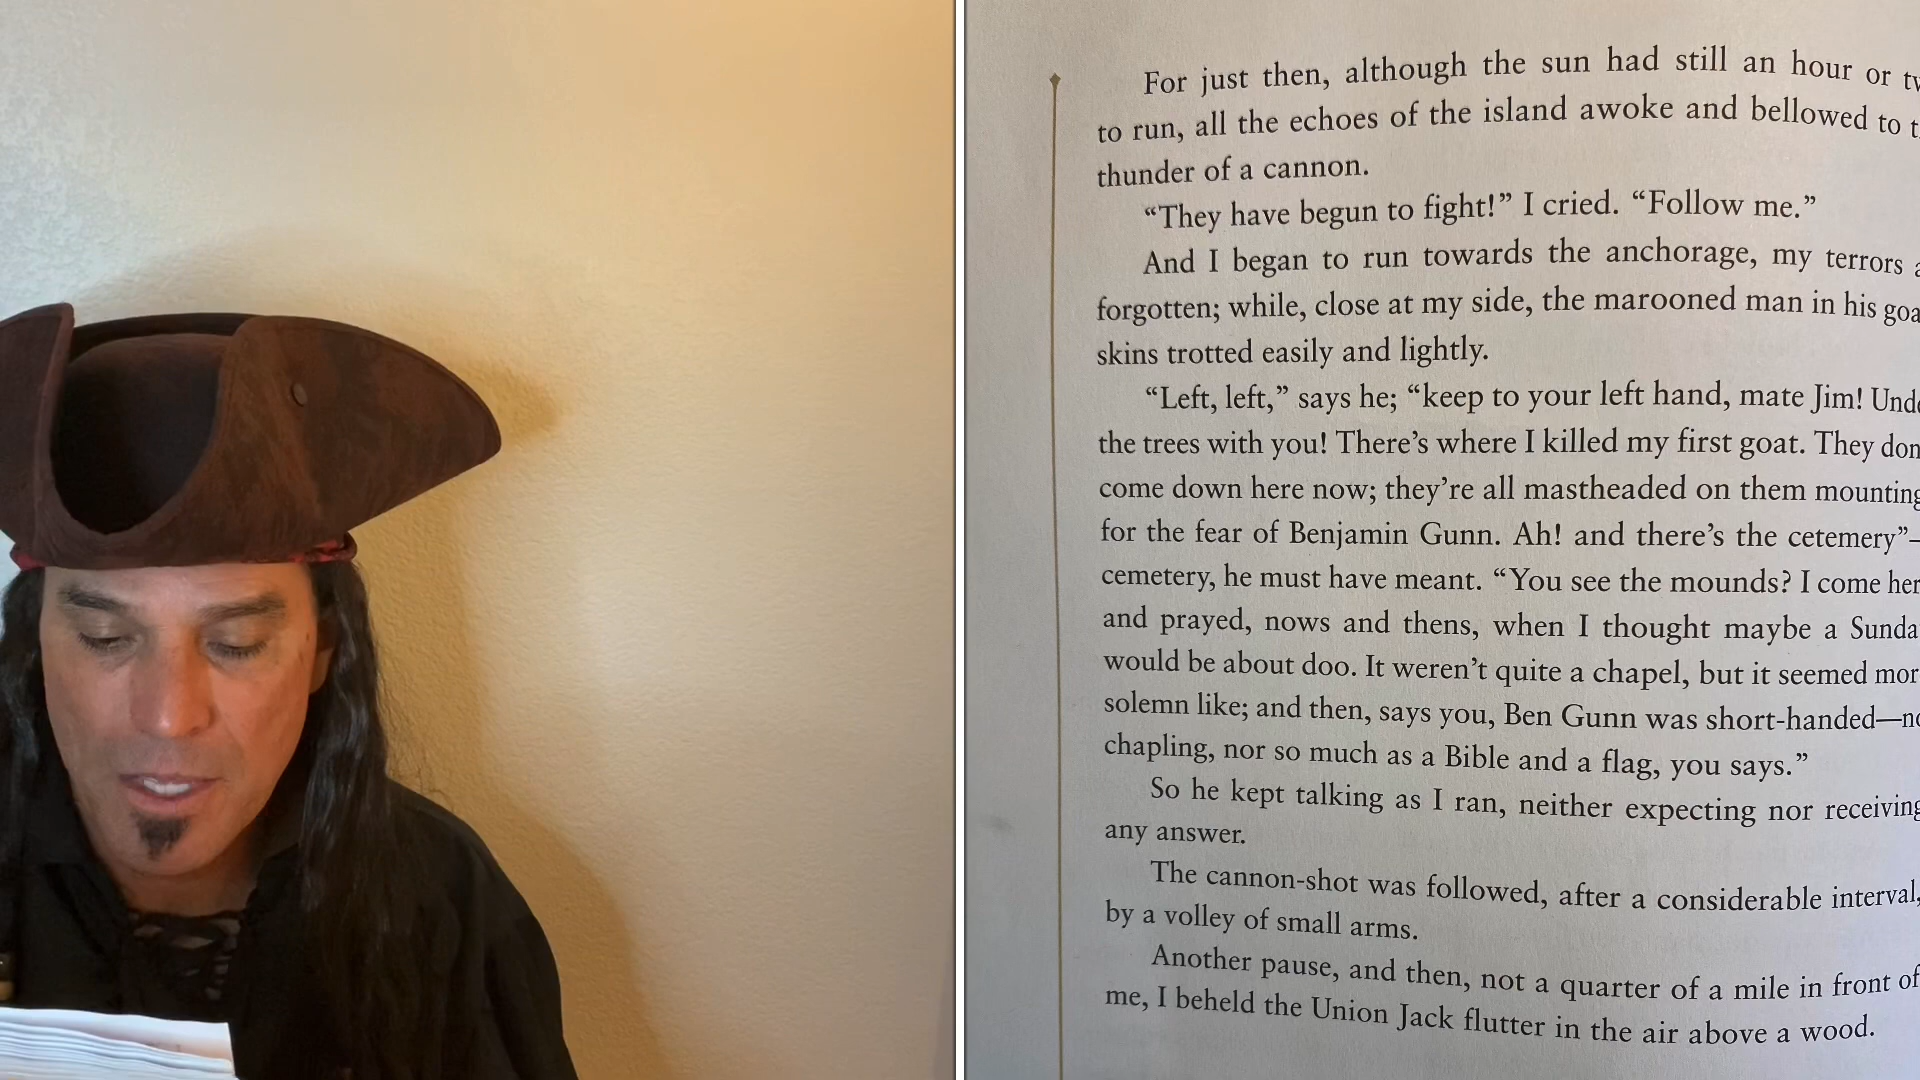 For just then, although the sun had still an hour or
to run, all the echoes of the island awoke and bellowed to
thunder of a cannon.
“They have begun to fight!” I cried. “Follow me.”
And I began to run towards the anchorage, my terrors
forgotten; while, close at my side, the marooned man in his
skins trotted easily and lightly.
“Left, left,” says he; “keep to your left hand, mate Jim!
the trees with you! There’s where I killed my first goat. They
come down here now; they’re all mastheaded on them
for the fear of Benjamin Gunn. Ah! and there’s the cetemery”—
cemetery, he must have meant. “You see the mounds? I come
and prayed, nows and thens, when I thought maybe a
would be about doo. It weren’t quite a chapel, but it seemed
solemn like; and then, says you, Ben Gunn was short-handed—
chapling, nor so much as a Bible and a flag, you says.”
So he kept talking as I ran, neither expecting nor receiving
any answer.
The cannon-shot was followed, after a considerable interval,
by a volley of small arms.
Another pause, and then, not a quarter of a mile in front of
me, I beheld the Union Jack flutter in the air above a wood.